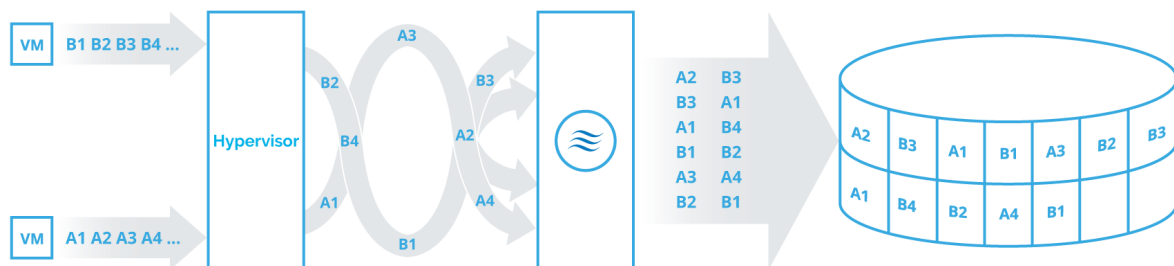 VM
B1 B2 B3 B4 ...
VM
A1 A2 A3 A4 ...
Hypervisor
A3
B2
B3
B4
A2
A1
A4
B1
A2 B3
B3 A1
A1 B4
B1 B2
A3 A4
B2 B1
A2 B3 A1 B1 A3 B2 B3
A1 B4 B2 A4 B1